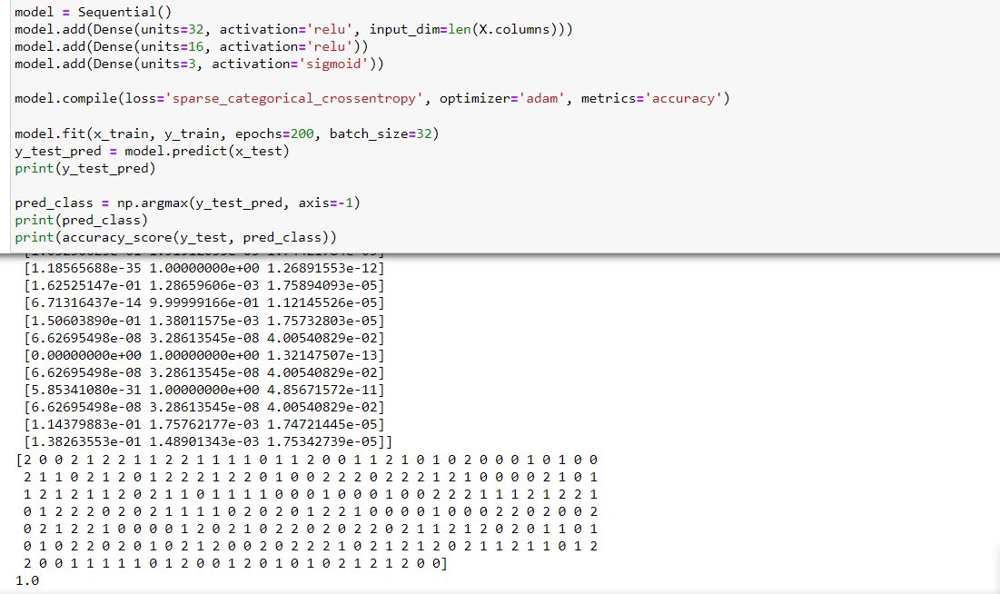 model = Sequential()
model.add(Dense(units=32, activation='relu', input_dim=len(X.columns)))
model.add(Dense(units=16, activation='relu'))
model.add(Dense(units=3, activation='sigmoid'))
model.compile(loss='sparse_categorical_crossentropy', optimizer='adam', metrics='accuracy')
model.fit(x_train, y_train, epochs=200, batch_size=32)
y_test_pred = model.predict(x_test)
print(y_test_pred)
pred_class = np.argmax(y_test_pred, axis=-1)
print(pred_class)
print(accuracy_score(y_test, pred_class))
[1.18565688e-35 1.00000000e+00 1.26891553e-12]
[1.62525147e-01 1.28659606e-03 1.75894093e-05]
[6.71316437e-14 9.99999166e-01 1.12145526e-05]
[1.50603890e-01 1.38011575e-03 1.75732803e-05]
[6.62695498e-08 3.28613545e-08 4.00540829e-02]
[0.00000000e+00 1.00000000e+00 1.32147507e-13]
[6.62695498e-08 3.28613545e-08 4.00540829e-02]
[5.85341080e-31 1.00000000e+00 4.85671572e-11]
[6.62695498e-08 3.28613545e-08 4.00540829e-02]
[1.14379883e-01 1.75762177e-03 1.74721445e-05]
[1.38263553e-01 1.48901343e-03 1.75342739e-05]]
[2 0 0 2 1 2 2 1 1 2 2 1 1 1 1 0 1 1 2 0 0 1 1 2 1 0 1 0 2 0 0 0 1 0 1 0 0
2 1 1 0 2 1 2 0 1 2 2 2 1 2 2 0 1 0 0 2 2 2 0 2 2 2 1 2 1 0 0 0 0 2 1 0 1
1 2 1 2 1 1 2 0 2 1 1 0 1 1 1 1 0 0 0 1 0 0 0 1 0 0 2 2 2 1 1 1 2 1 2 2 1
0 1 2 2 2 0 2 0 2 1 1 1 1 0 2 0 2 0 1 2 2 1 0 0 0 0 1 0 0 0 2 2 0 2 0 0 2
0 2 1 2 2 1 0 0 0 0 1 2 0 2 1 0 2 2 0 2 0 2 2 0 2 1 1 2 1 2 0 2 0 1 1 0 1
0 1 0 2 2 0 2 0 1 0 2 1 2 0 0 2 0 2 2 2 1 0 2 1 2 1 2 0 2 1 1 2 1 1 0 1 2
2 0 0 1 1 1 1 1 0 1 2 0 0 1 2 0 1 0 1 0 2 1 2 1 2 0 0]
1.0